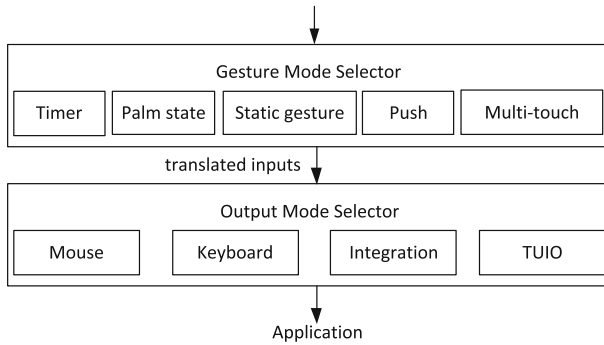 Gesture Mode Selector
Timer Palm state Static gesture Push Multi-touch
translated inputs
Output Mode Selector
Mouse Keyboard Integration TUIO
Application